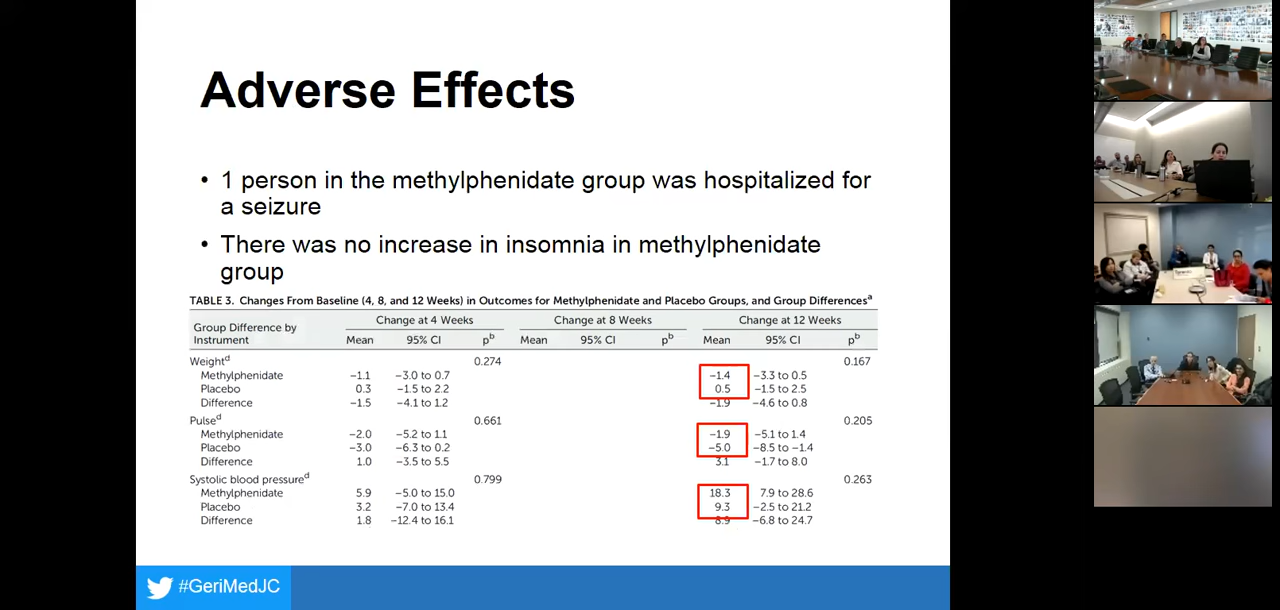 Adverse Effects
• 1 person in the methylphenidate group was hospitalized for
a seizure
• There was no increase in insomnia in methylphenidate
group
TABLE 3. Changes From Baseline (4, 8, and 12 Weeks) in Outcomes for Methylphenidate and Placebo Groups, and Group Differencesᵃ
Group Difference by Instrument Change at 4 Weeks Change at 8 Weeks Change at 12 Weeks
Mean 95% CI pᵇ Mean 95% CI pᵇ Mean 95% CI pᵇ
Weightᵈ 0.274 0.167
Methylphenidate −1.1 −3.0 to 0.7 −1.4 −3.3 to 0.5
Placebo 0.3 −1.5 to 2.2 0.5 −1.5 to 2.5
Difference −1.5 −4.1 to 1.2 −1.9 −4.6 to 0.8
Pulseᵈ 0.661 0.205
Methylphenidate −2.0 −5.2 to 1.1 −1.9 −5.1 to 1.4
Placebo −3.0 −6.3 to 0.2 −5.0 −8.5 to −1.4
Difference 1.0 −3.5 to 5.5 3.1 −1.7 to 8.0
Systolic blood pressureᵈ 0.799 0.263
Methylphenidate 5.9 −5.0 to 15.0 18.3 7.9 to 28.6
Placebo 3.2 −7.0 to 13.4 9.3 −2.5 to 21.2
Difference 1.8 −12.4 to 16.1 8.9 −6.8 to 24.7
#GeriMedJC